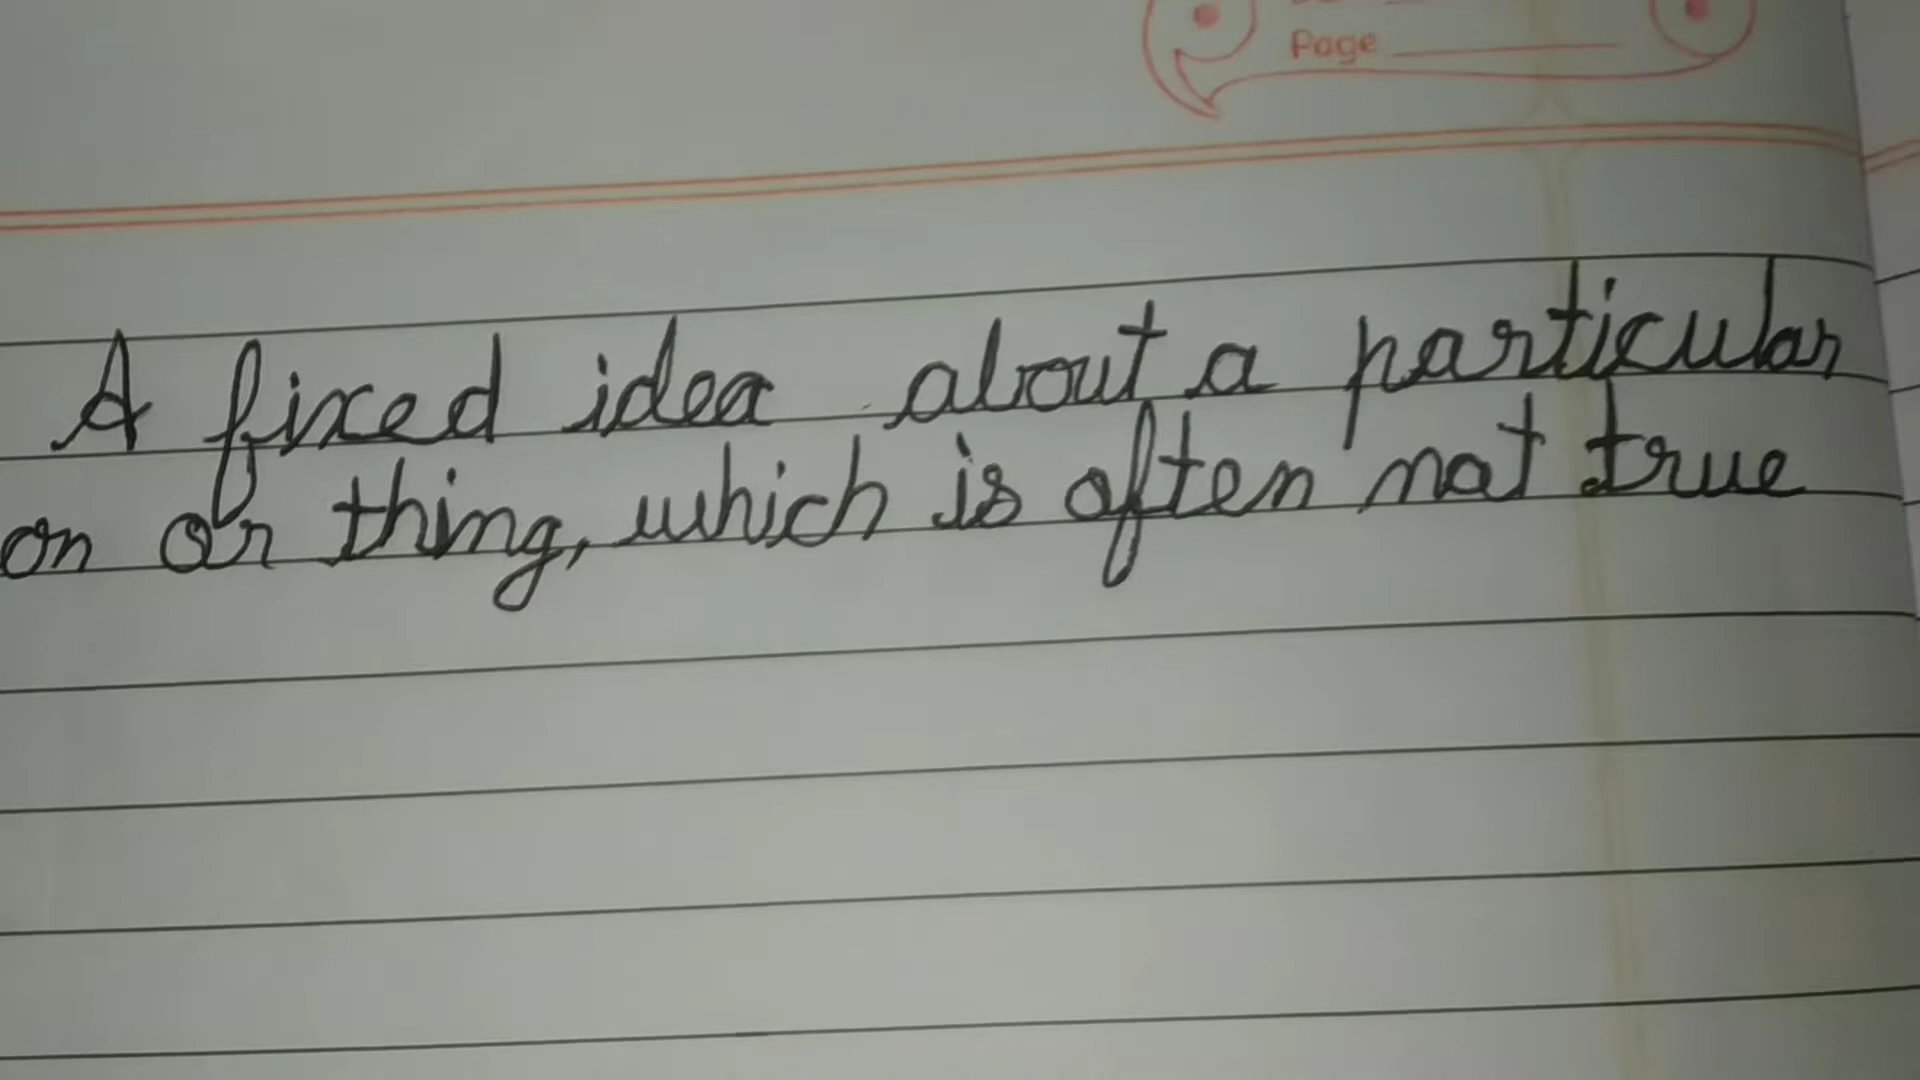 Page
A fixed idea about a particular
on or thing, which is often not true